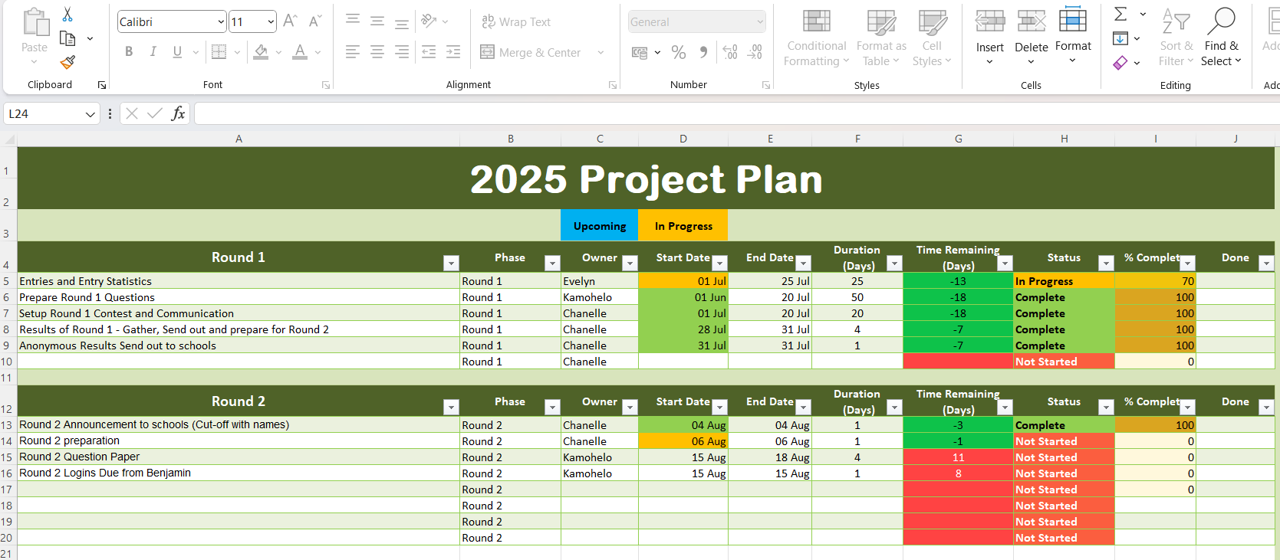 Calibri 11 Wrap Text General
Paste Merge & Center Conditional Formatting Format as Table Cell Styles Insert Delete Format Sort & Filter Find & Select
Clipboard Font Alignment Number Styles Cells Editing
L24 fx
A B C D E F G H I J
1 2025 Project Plan
2
3 Upcoming In Progress
4 Round 1 Phase Owner Start Date End Date Duration (Days) Time Remaining (Days) Status % Complet Done
5 Entries and Entry Statistics Round 1 Evelyn 01 Jul 25 Jul 25 -13 In Progress 70
6 Prepare Round 1 Questions Round 1 Kamohelo 01 Jun 20 Jul 50 -18 Complete 100
7 Setup Round 1 Contest and Communication Round 1 Chanelle 01 Jul 20 Jul 20 -18 Complete 100
8 Results of Round 1 - Gather, Send out and prepare for Round 2 Round 1 Chanelle 28 Jul 31 Jul 4 -7 Complete 100
9 Anonymous Results Send out to schools Round 1 Chanelle 31 Jul 31 Jul 1 -7 Complete 100
10 Round 1 Chanelle Not Started 0
11
12 Round 2 Phase Owner Start Date End Date Duration (Days) Time Remaining (Days) Status % Complet Done
13 Round 2 Announcement to schools (Cut-off with names) Round 2 Chanelle 04 Aug 04 Aug 1 -3 Complete 100
14 Round 2 preparation Round 2 Chanelle 06 Aug 06 Aug 1 -1 Not Started 0
15 Round 2 Question Paper Round 2 Kamohelo 15 Aug 18 Aug 4 11 Not Started 0
16 Round 2 Logins Due from Benjamin Round 2 Kamohelo 15 Aug 15 Aug 1 8 Not Started 0
17 Round 2 Not Started 0
18 Round 2 Not Started
19 Round 2 Not Started
20 Round 2 Not Started
21